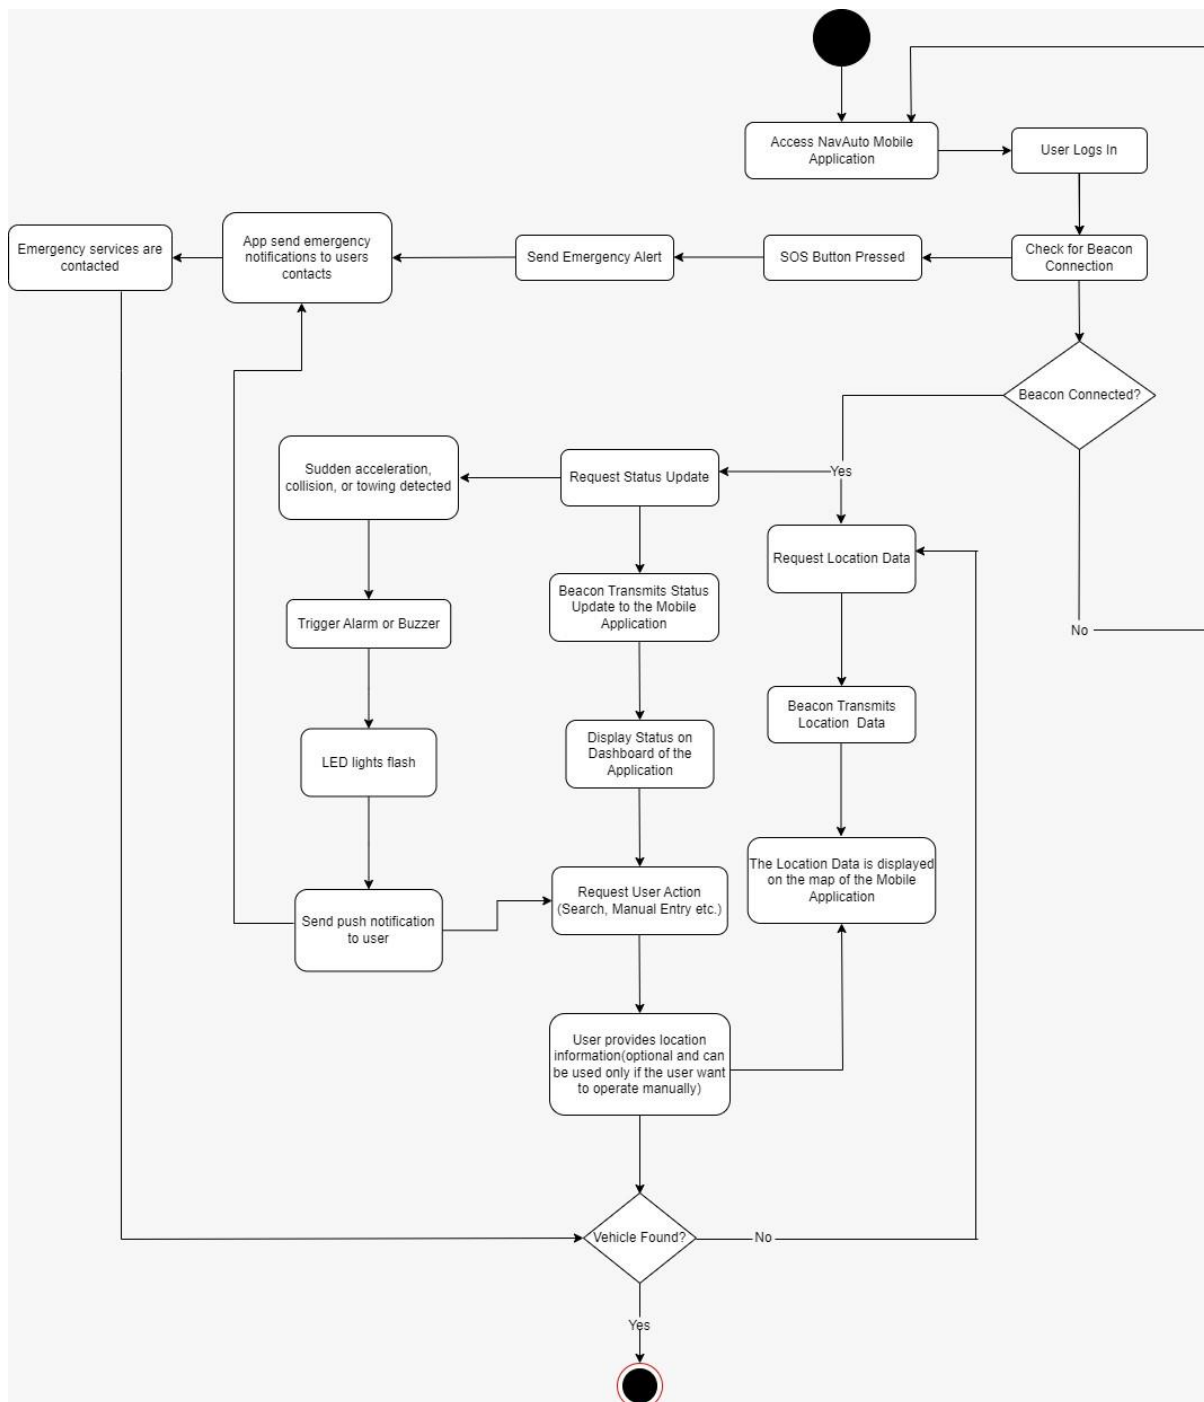 Access NavAuto Mobile
Application
User Logs In
Emergency services are
contacted
App send emergency
notifications to users
contacts
Send Emergency Alert
SOS Button Pressed
Check for Beacon
Connection
Beacon Connected?
Sudden acceleration,
collision, or towing detected
Request Status Update
Yes
Request Location Data
Beacon Transmits Status
Update to the Mobile
Application
Trigger Alarm or Buzzer
No
Beacon Transmits
Location Data
Display Status on
Dashboard of the
Application
LED lights flash
The Location Data is displayed
on the map of the Mobile
Application
Request User Action
(Search, Manual Entry etc.)
Send push notification
to user
User provides location
information(optional and can
be used only if the user want
to operate manually)
Vehicle Found?
No
Yes